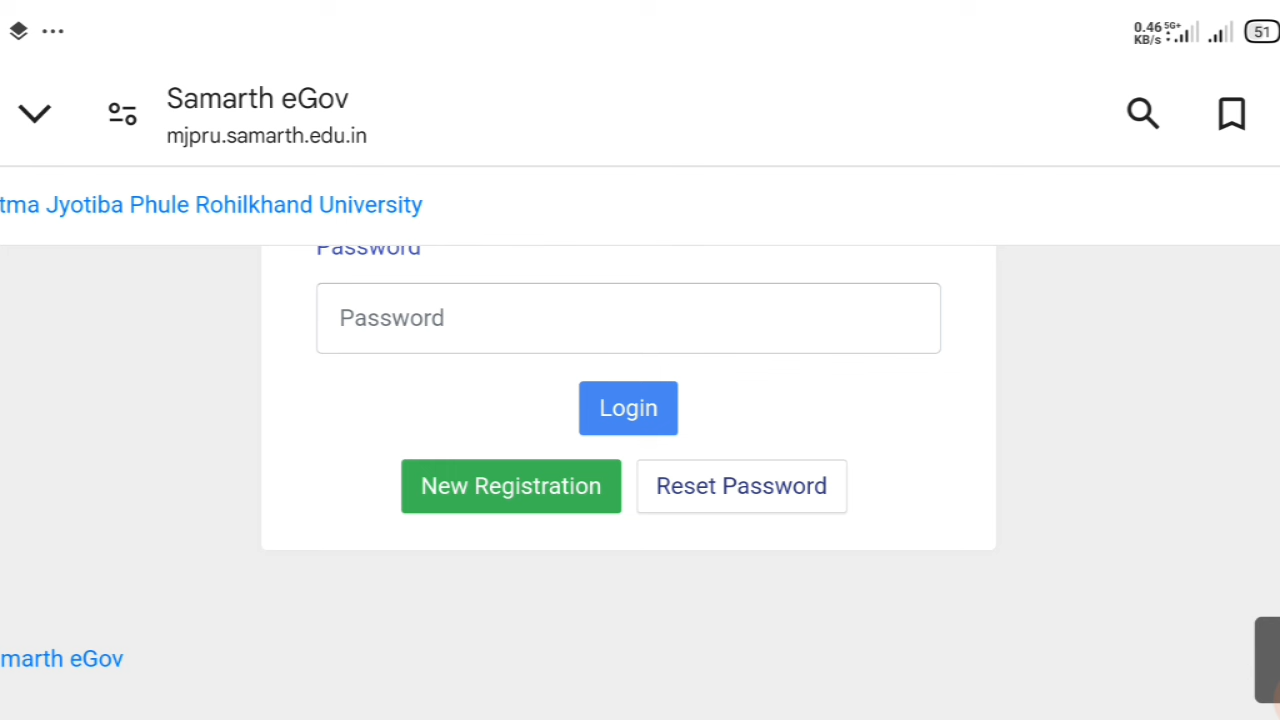 0.46 5G+
KB/s
51
Samarth eGov
mjpru.samarth.edu.in
tma Jyotiba Phule Rohilkhand University
Password
Password
Login
New Registration Reset Password
marth eGov